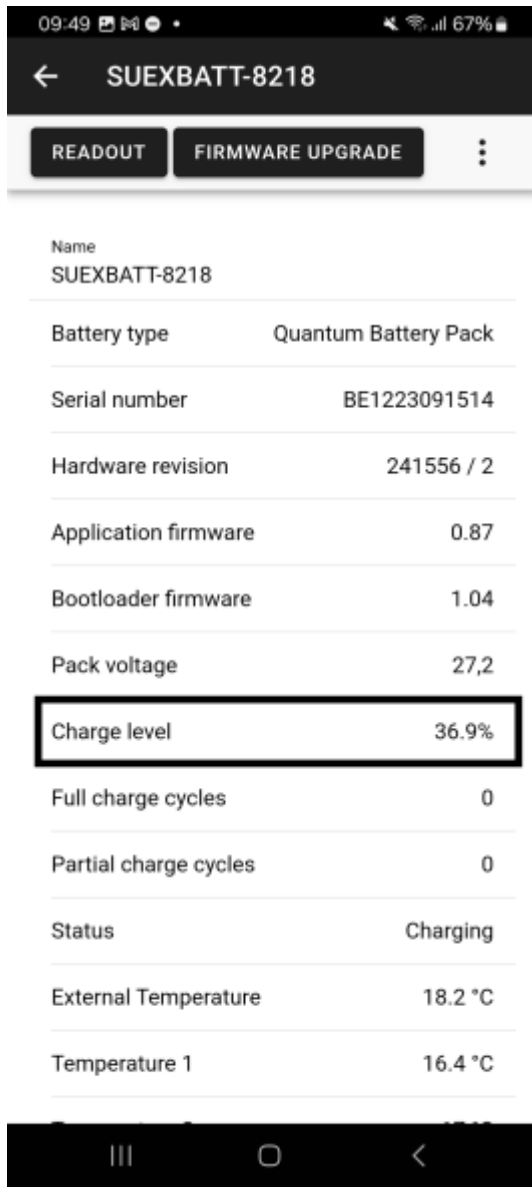 09:49
67%
SUEXBATT-8218
READOUT
FIRMWARE UPGRADE
Name
SUEXBATT-8218
Battery type Quantum Battery Pack
Serial number BE1223091514
Hardware revision 241556 / 2
Application firmware 0.87
Bootloader firmware 1.04
Pack voltage 27,2
Charge level 36.9%
Full charge cycles 0
Partial charge cycles 0
Status Charging
External Temperature 18.2 °C
Temperature 1 16.4 °C